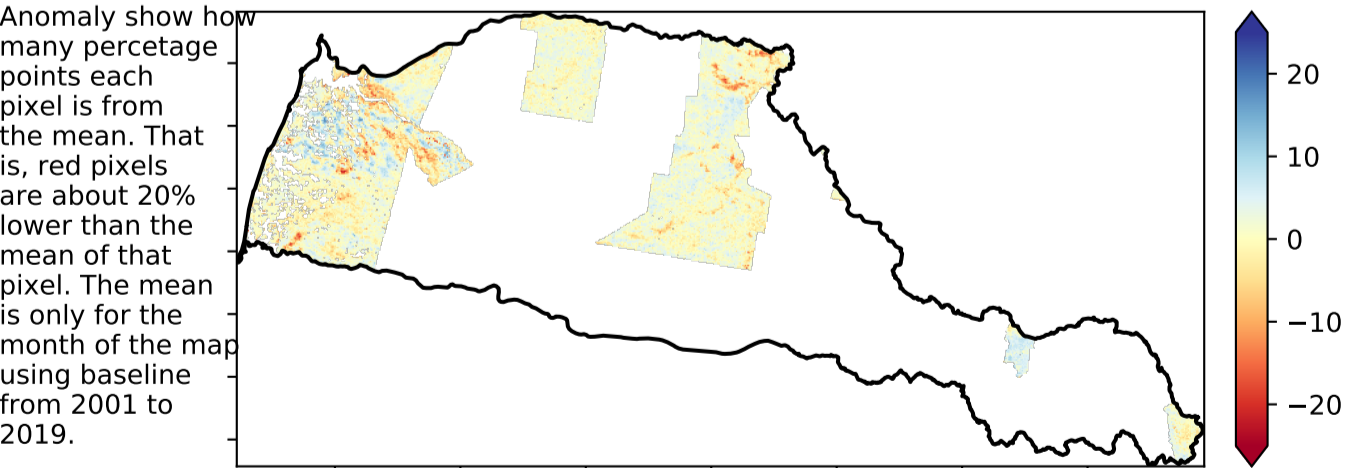 Anomaly show how
many percetage
points each
pixel is from
the mean. That
is, red pixels
are about 20%
lower than the
mean of that
pixel. The mean
is only for the
month of the map
using baseline
from 2001 to
2019.
20
10
0
−10
−20